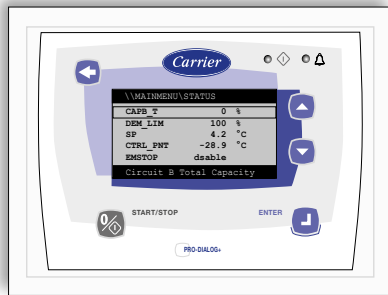 Carrier
\\MAINMENU\STATUS
CAPB_T 0 %
DEM_LIM 100 %
SP 4.2 °C
CTRL_PNT -28.9 °C
EMSTOP dsable
Circuit B Total Capacity
START/STOP
ENTER
PRO-DIALOG+